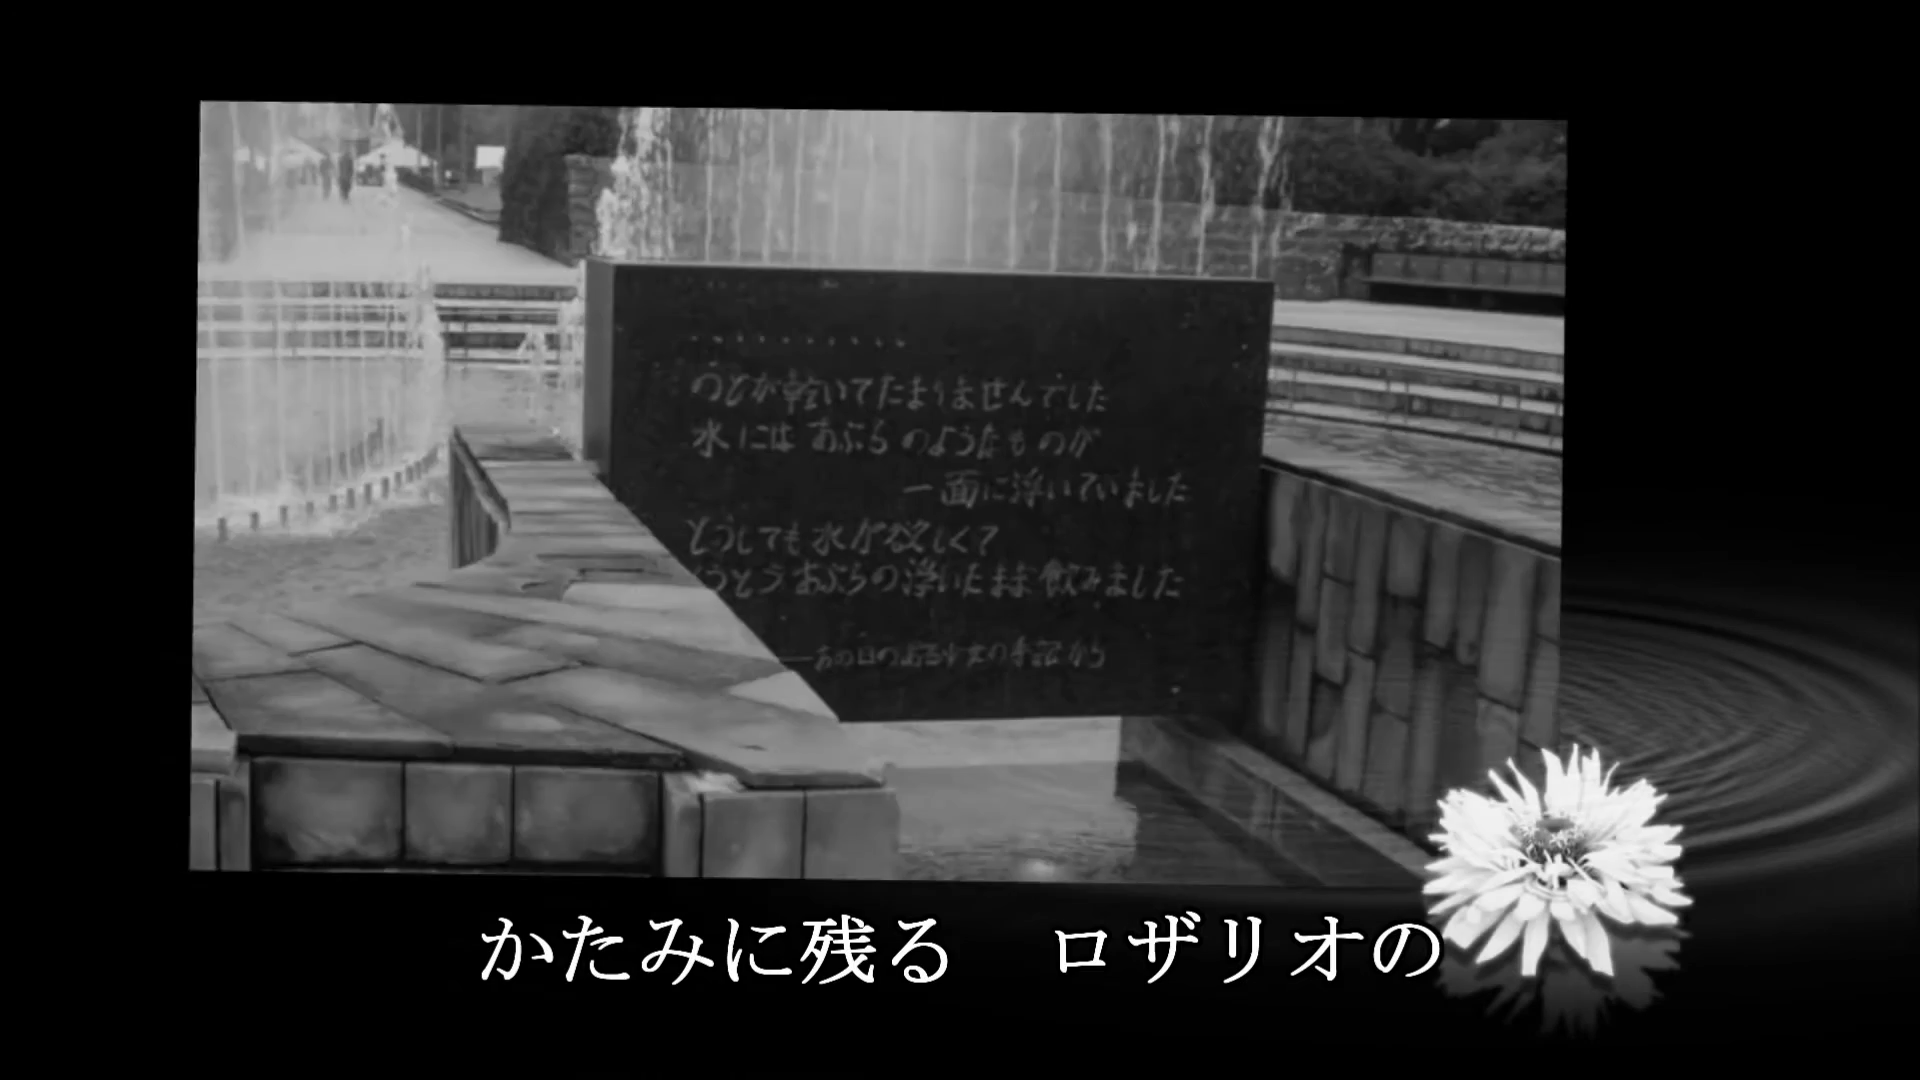 ・・・・・・・・・・・
のどが乾いてたまりませんでした
水にはあぶらのようなものが
一面に浮いていました
どうしても水が欲しくて
とうとうあぶらの浮いたまま飲みました
―あの日のある少女の手記から
かたみに残る　ロザリオの